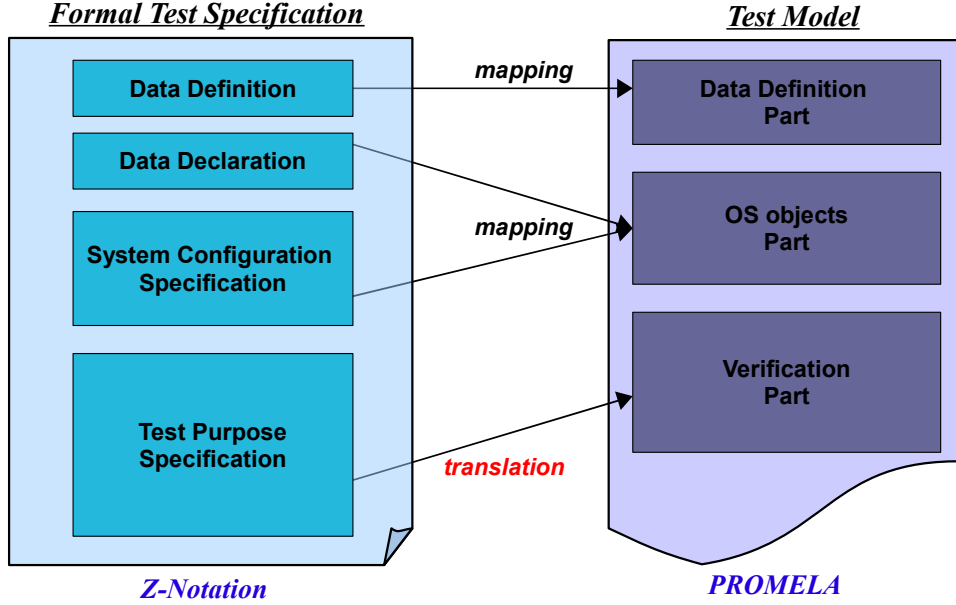 Formal Test Specification
Test Model
Data Definition
mapping
Data Definition
Part
Data Declaration
System Configuration
Specification
mapping
OS objects
Part
Test Purpose
Specification
translation
Verification
Part
Z-Notation
PROMELA